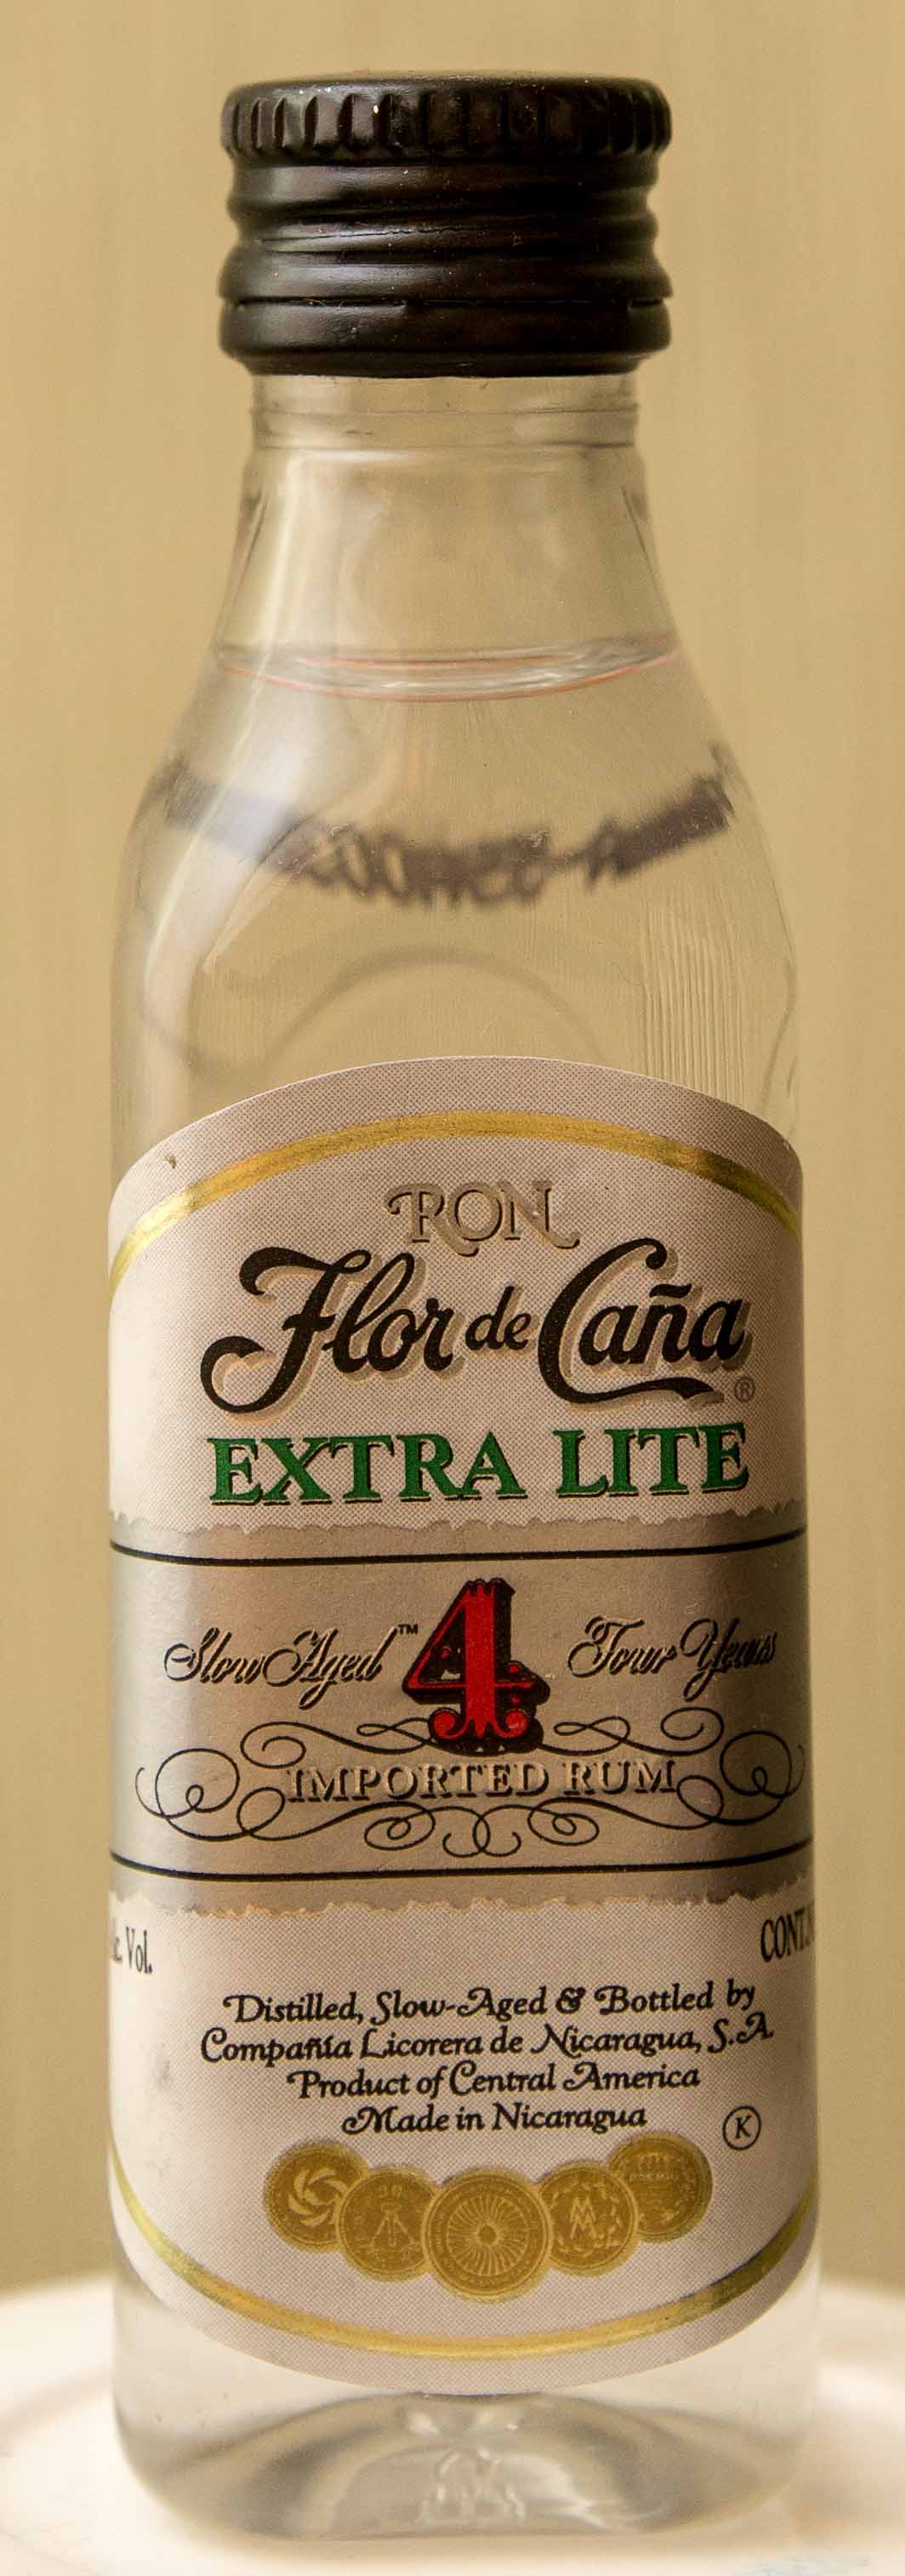 RON
Flor de Caña®
EXTRA LITE
Slow Aged™ 4 Four Years
IMPORTED RUM
Vol.
Distilled, Slow-Aged & Bottled by
Compañía Licorera de Nicaragua, S.A.
Product of Central America
Made in Nicaragua
K